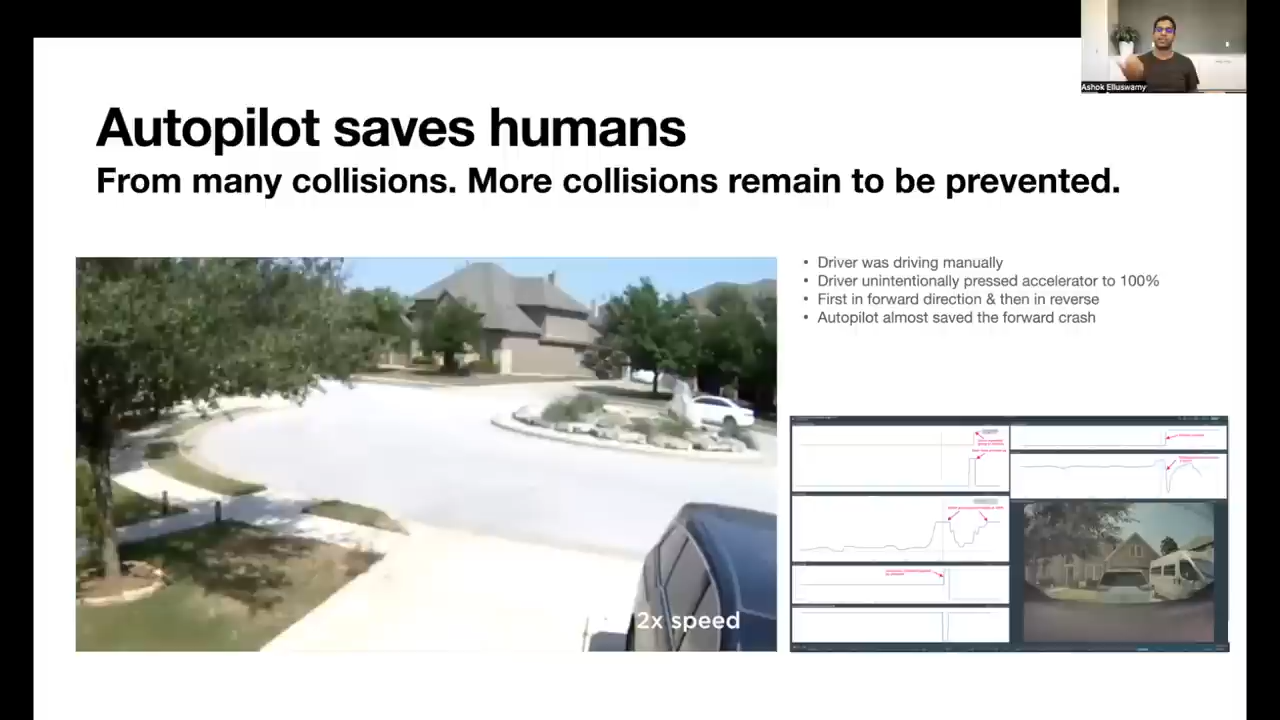 Ashok Elluswamy
Autopilot saves humans
From many collisions. More collisions remain to be prevented.
• Driver was driving manually
• Driver unintentionally pressed accelerator to 100%
• First in forward direction & then in reverse
• Autopilot almost saved the forward crash
2x speed